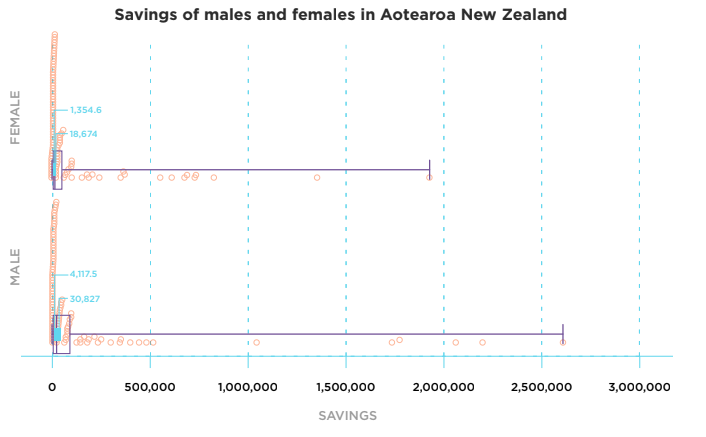 Savings of males and females in Aotearoa New Zealand
FEMALE
1,354.6
18,674
MALE
4,117.5
30,827
0 500,000 1,000,000 1,500,000 2,000,000 2,500,000 3,000,000
SAVINGS